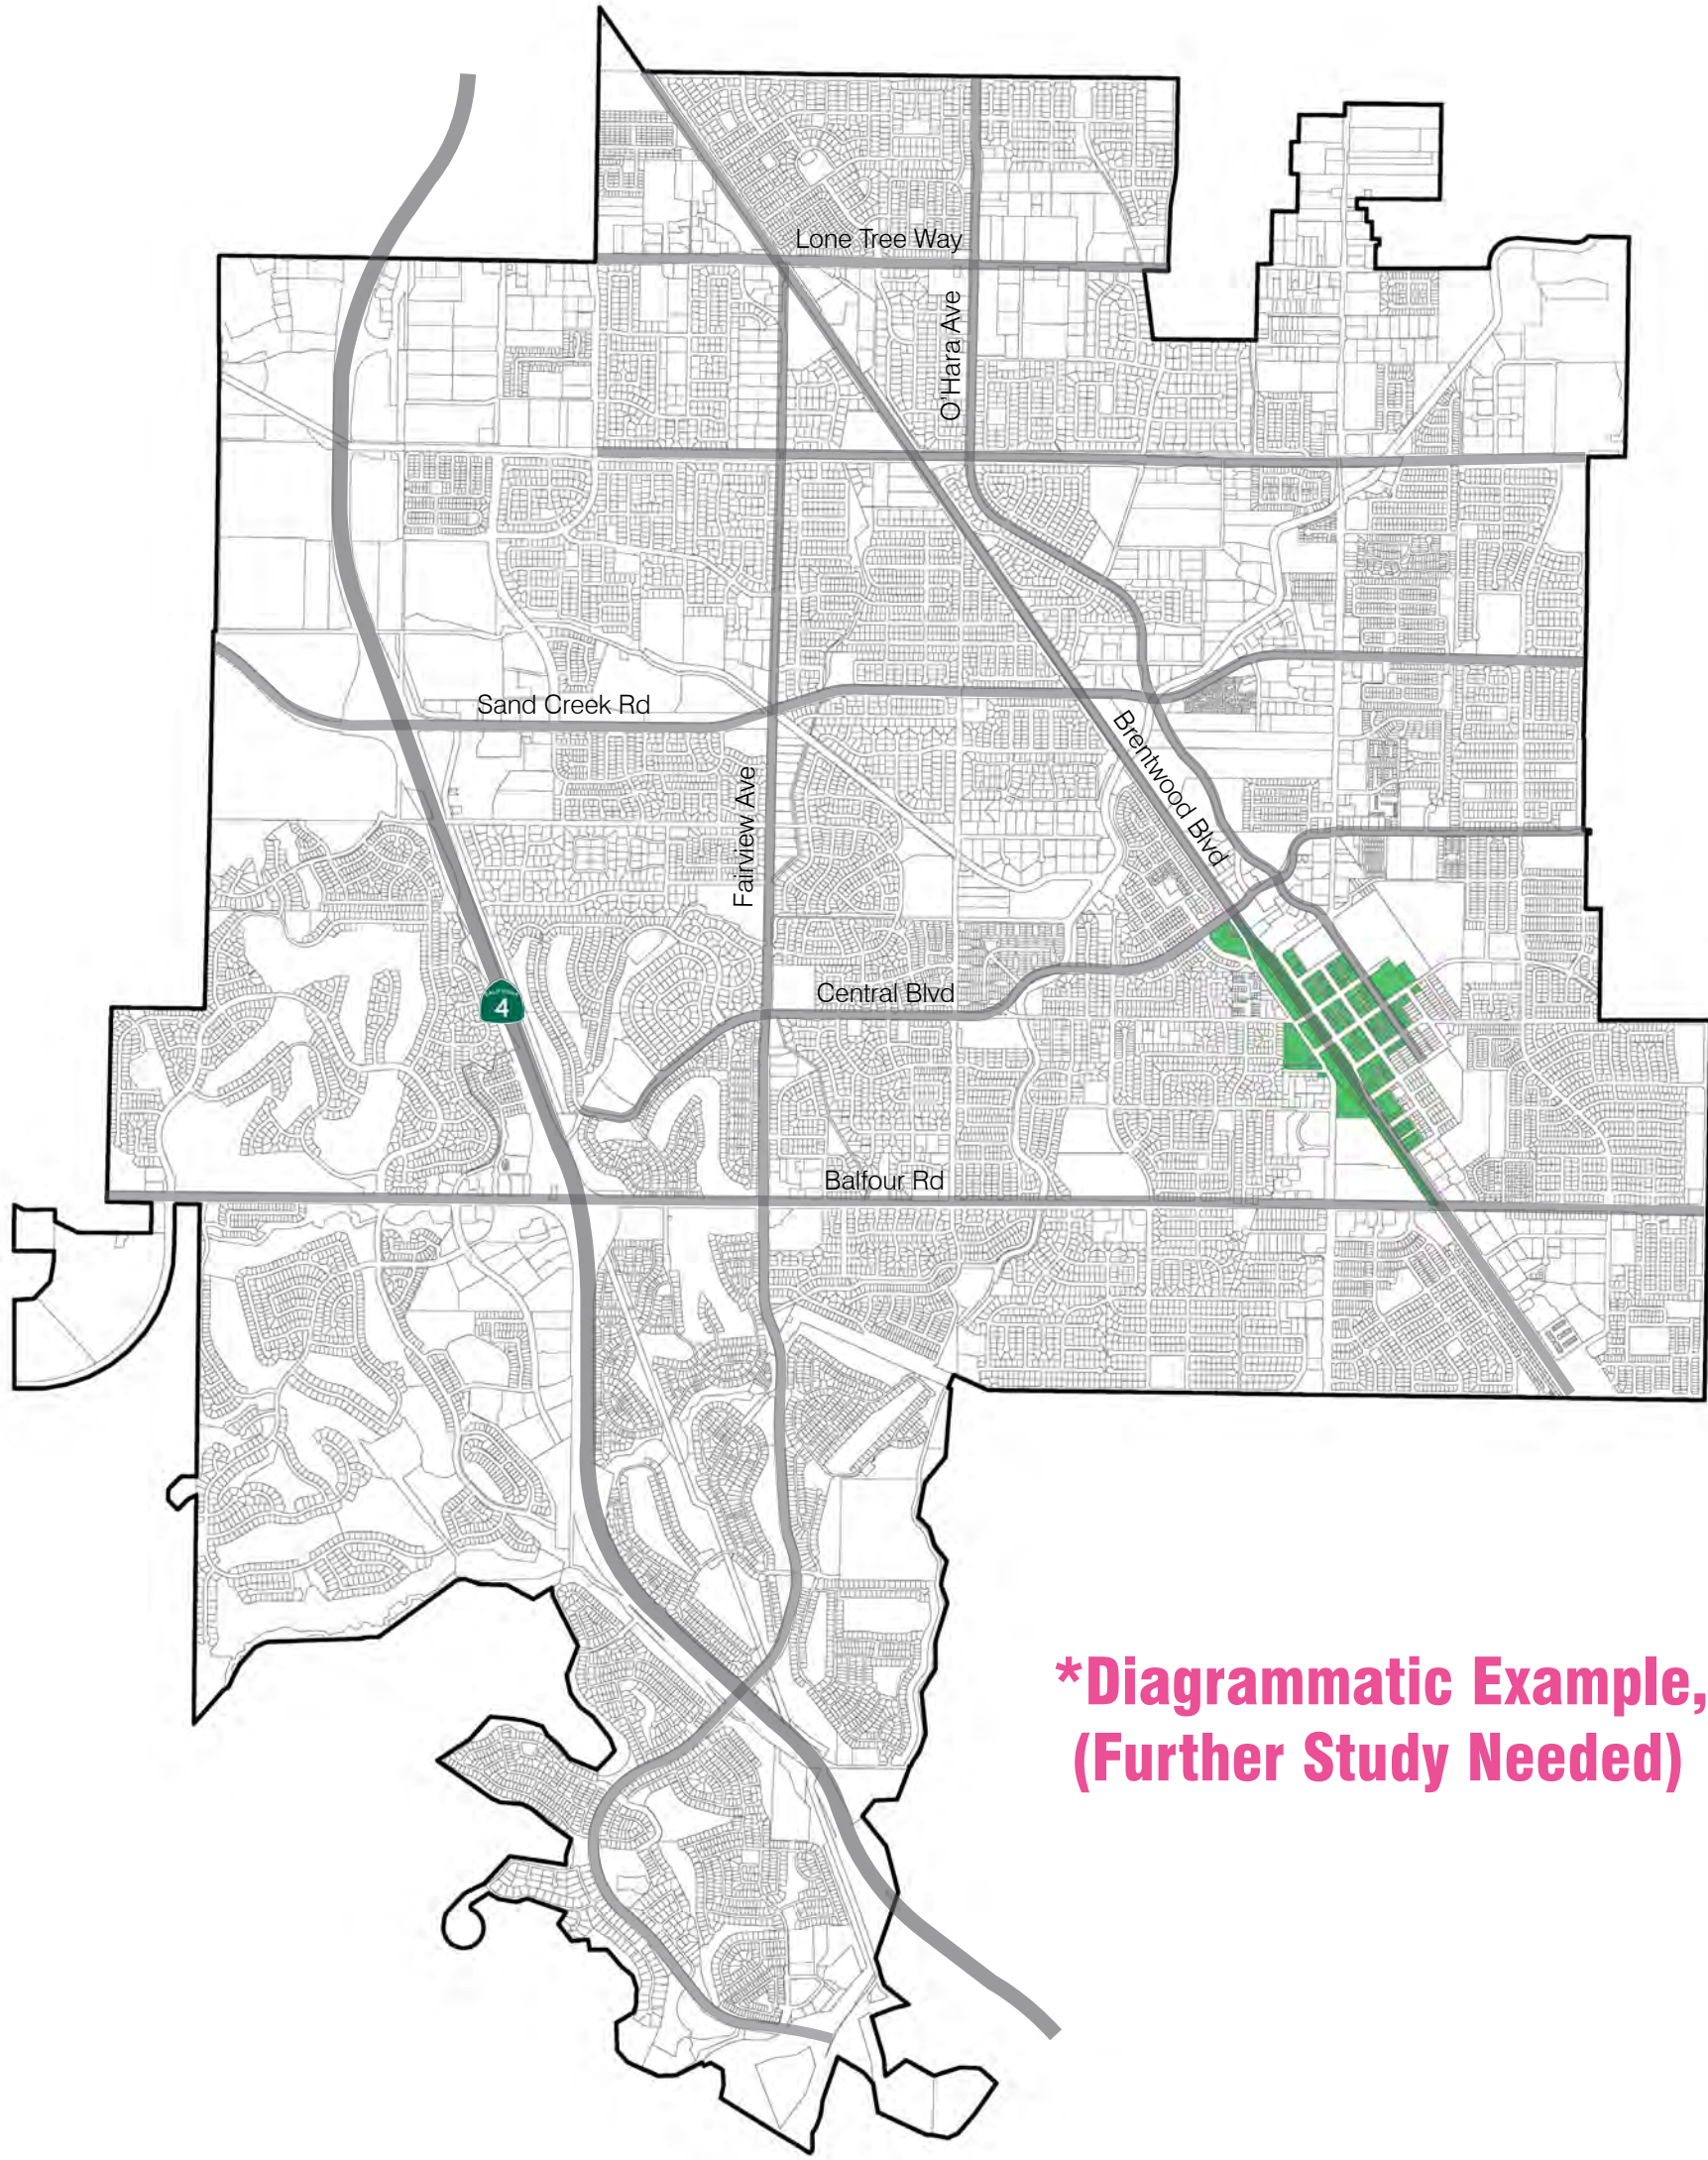 Lone Tree Way
O'Hara Ave
Sand Creek Rd
Brentwood Blvd
Fairview Ave
Central Blvd
CALIFORNIA
4
Balfour Rd
*Diagrammatic Example,
(Further Study Needed)